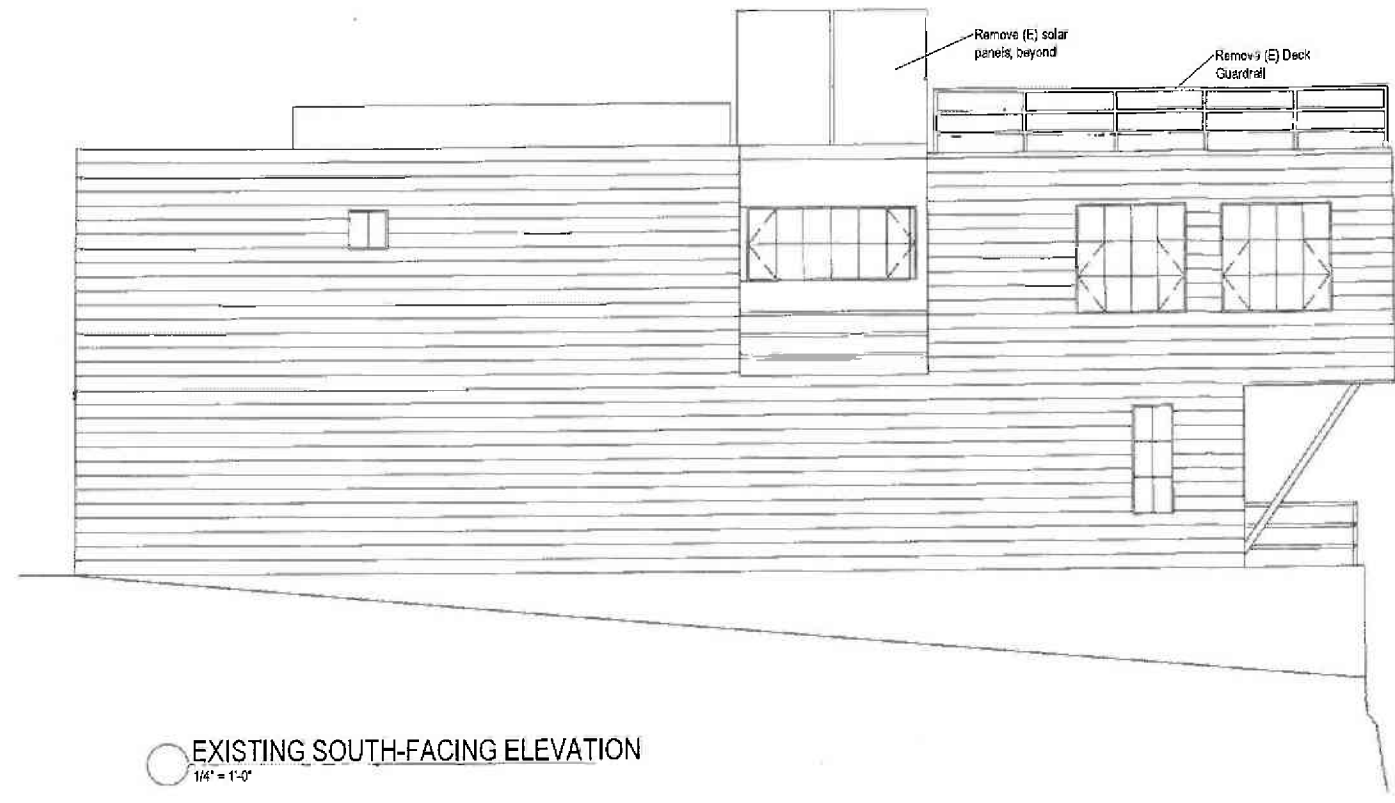 Remove (E) solar
panels, beyond
Remove (E) Deck
Guardrail
EXISTING SOUTH-FACING ELEVATION
1/4" = 1'-0"